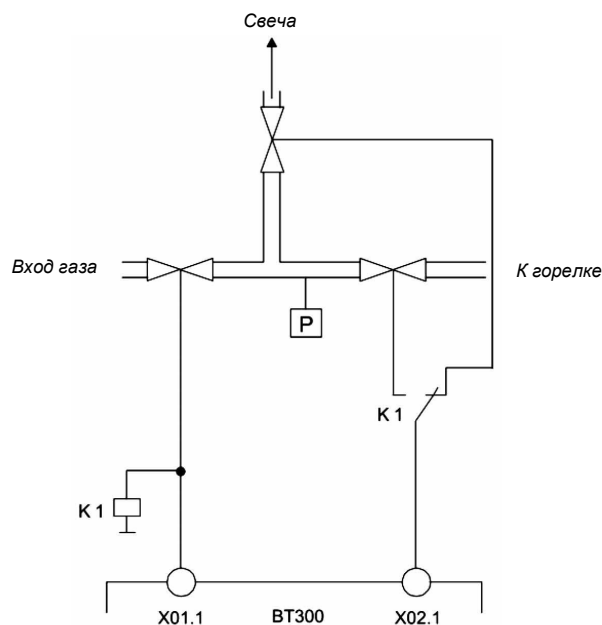 Свеча
Вход газа
К горелке
P
K 1
K 1
X01.1 BT300 X02.1